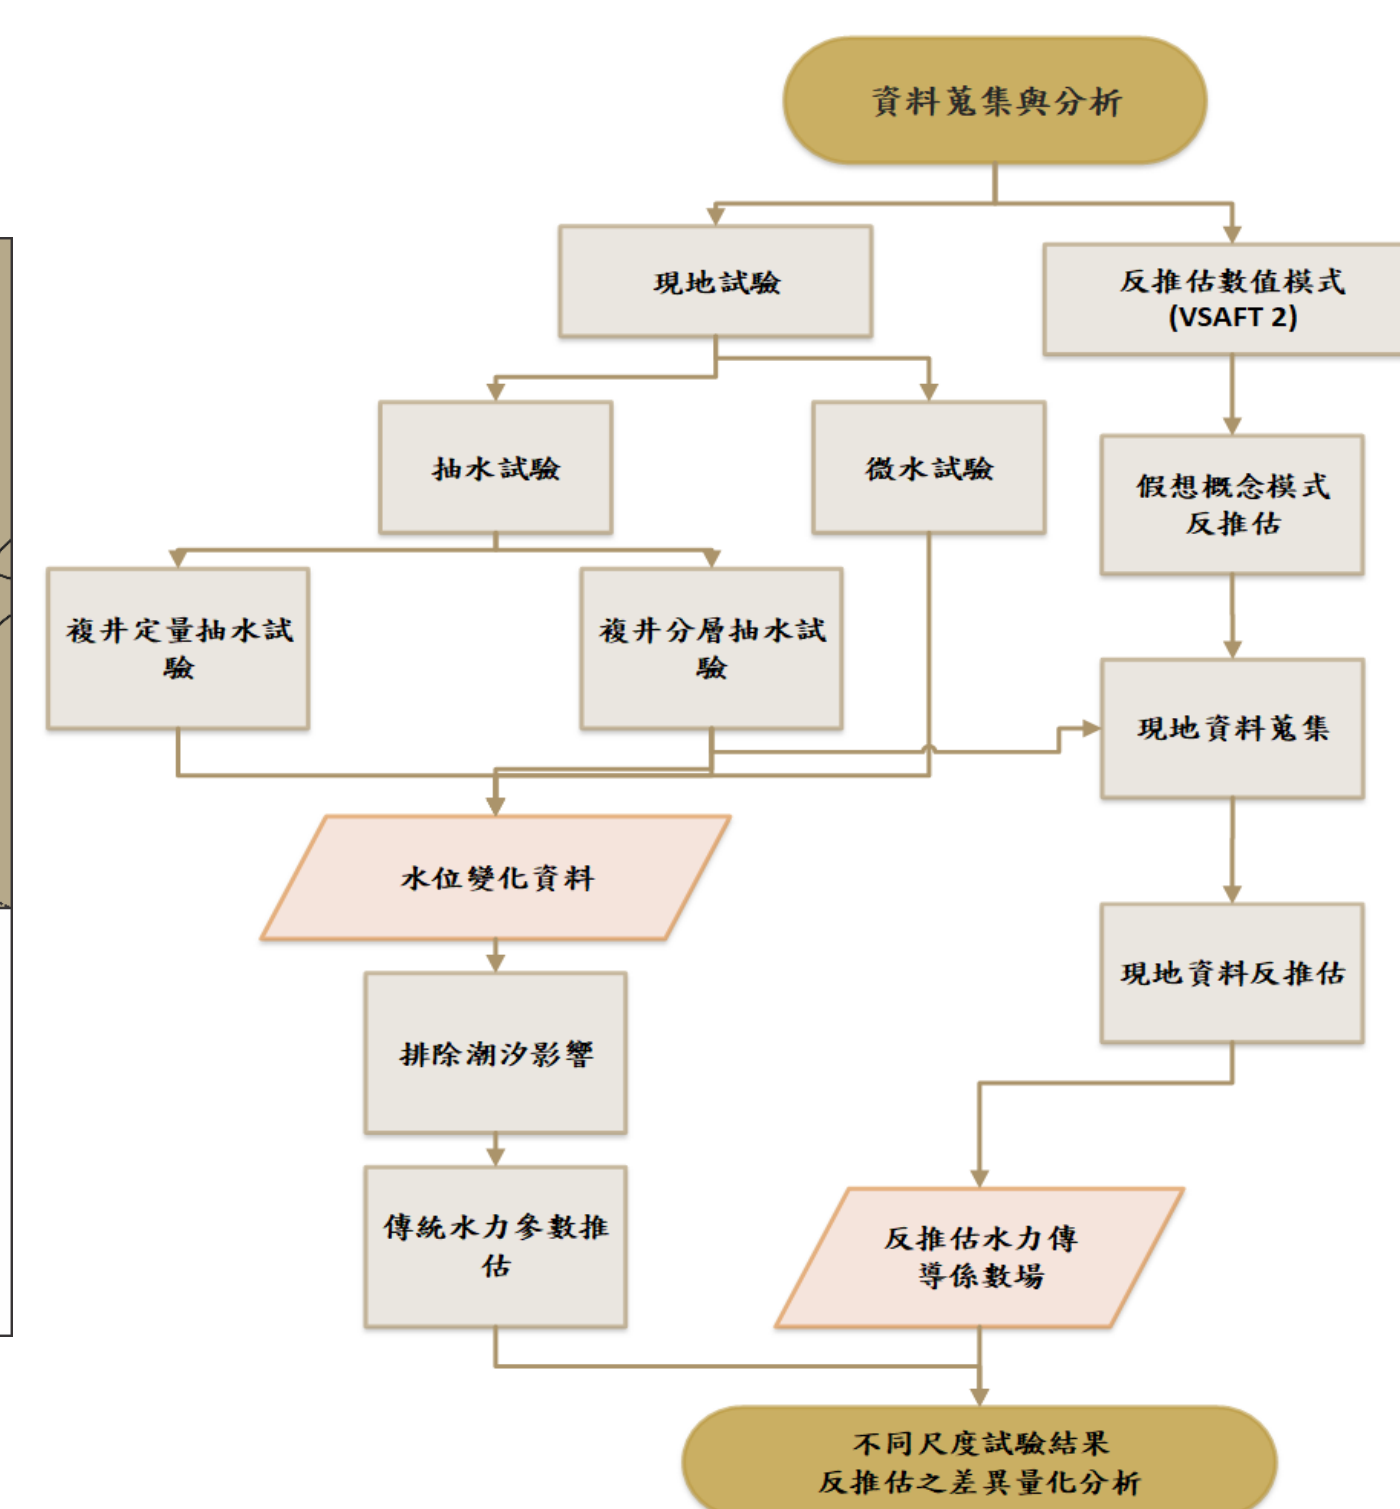 資料蒐集與分析
現地試驗
反推估數值模式
(VSAFT 2)
抽水試驗
微水試驗
假想概念模式
反推估
複井定量抽水試
驗
複井分層抽水試
驗
現地資料蒐集
水位變化資料
現地資料反推估
排除潮汐影響
傳統水力參數推
估
反推估水力傳
導係數場
不同尺度試驗結果
反推估之差異量化分析